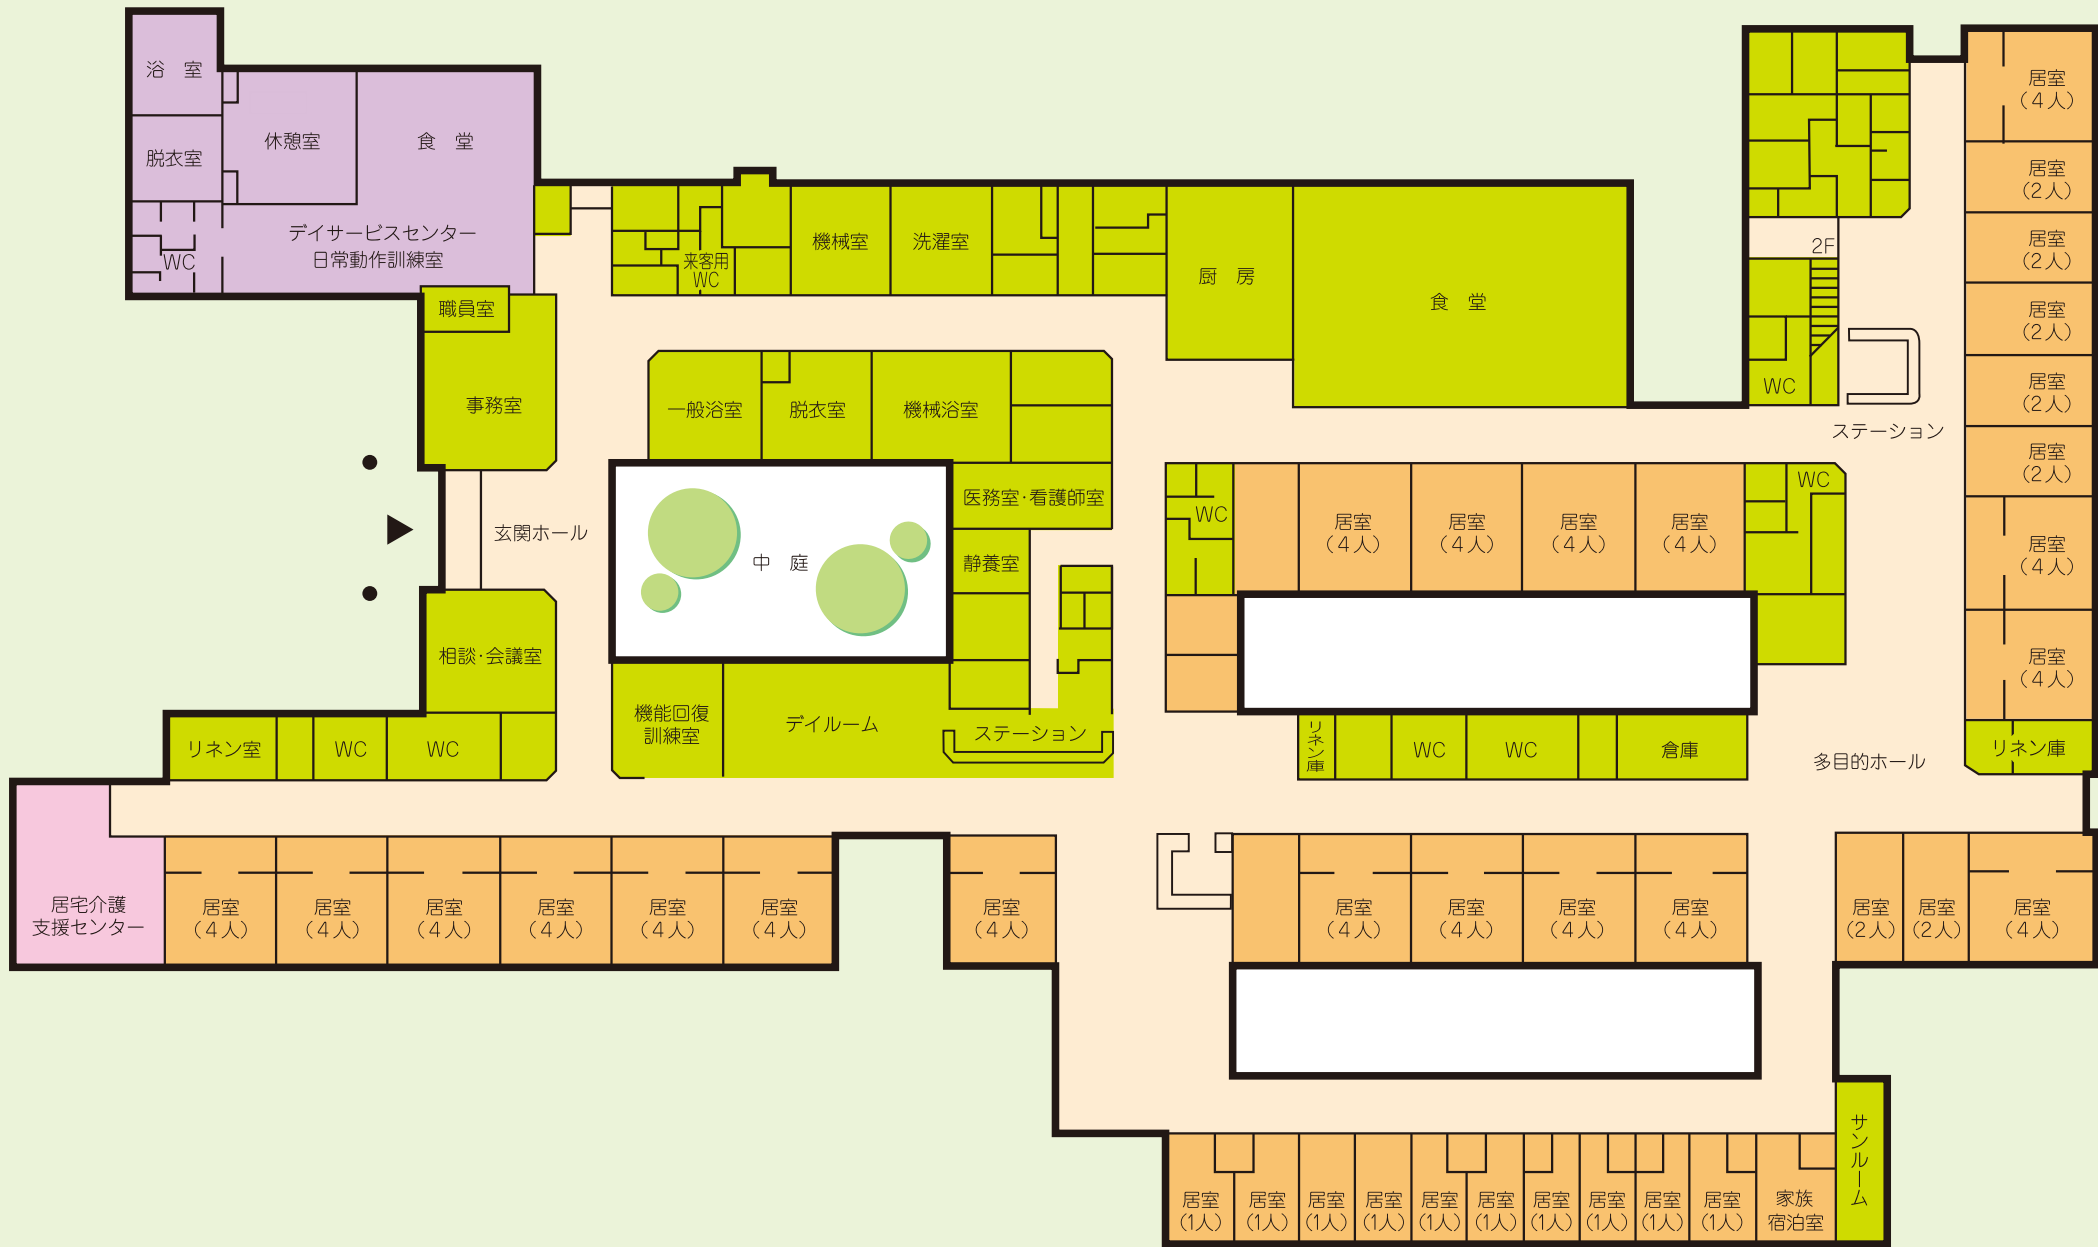 浴　室
脱衣室
休憩室
食　堂
デイサービスセンター
日常動作訓練室
WC
職員室
事務室
来客用
WC
機械室
洗濯室
厨　房
食　堂
2F
WC
ステーション
居室
（4人）
居室
（2人）
居室
（2人）
居室
（2人）
居室
（2人）
居室
（2人）
居室
（4人）
居室
（4人）
リネン庫
一般浴室
脱衣室
機械浴室
医務室・看護師室
静養室
中　庭
玄関ホール
相談・会議室
機能回復
訓練室
デイルーム
ステーション
リネン室
WC
WC
WC
居室
（4人）
居室
（4人）
居室
（4人）
居室
（4人）
WC
リネン庫
WC
WC
倉庫
多目的ホール
居宅介護
支援センター
居室
（4人）
居室
（4人）
居室
（4人）
居室
（4人）
居室
（4人）
居室
（4人）
居室
（4人）
居室
（4人）
居室
（4人）
居室
（4人）
居室
（4人）
居室
（2人）
居室
（2人）
居室
（4人）
居室
（1人）
居室
（1人）
居室
（1人）
居室
（1人）
居室
（1人）
居室
（1人）
居室
（1人）
居室
（1人）
居室
（1人）
居室
（1人）
家族
宿泊室
サンルーム